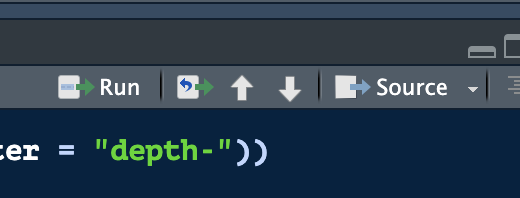 Run Source
ter = "depth-"))